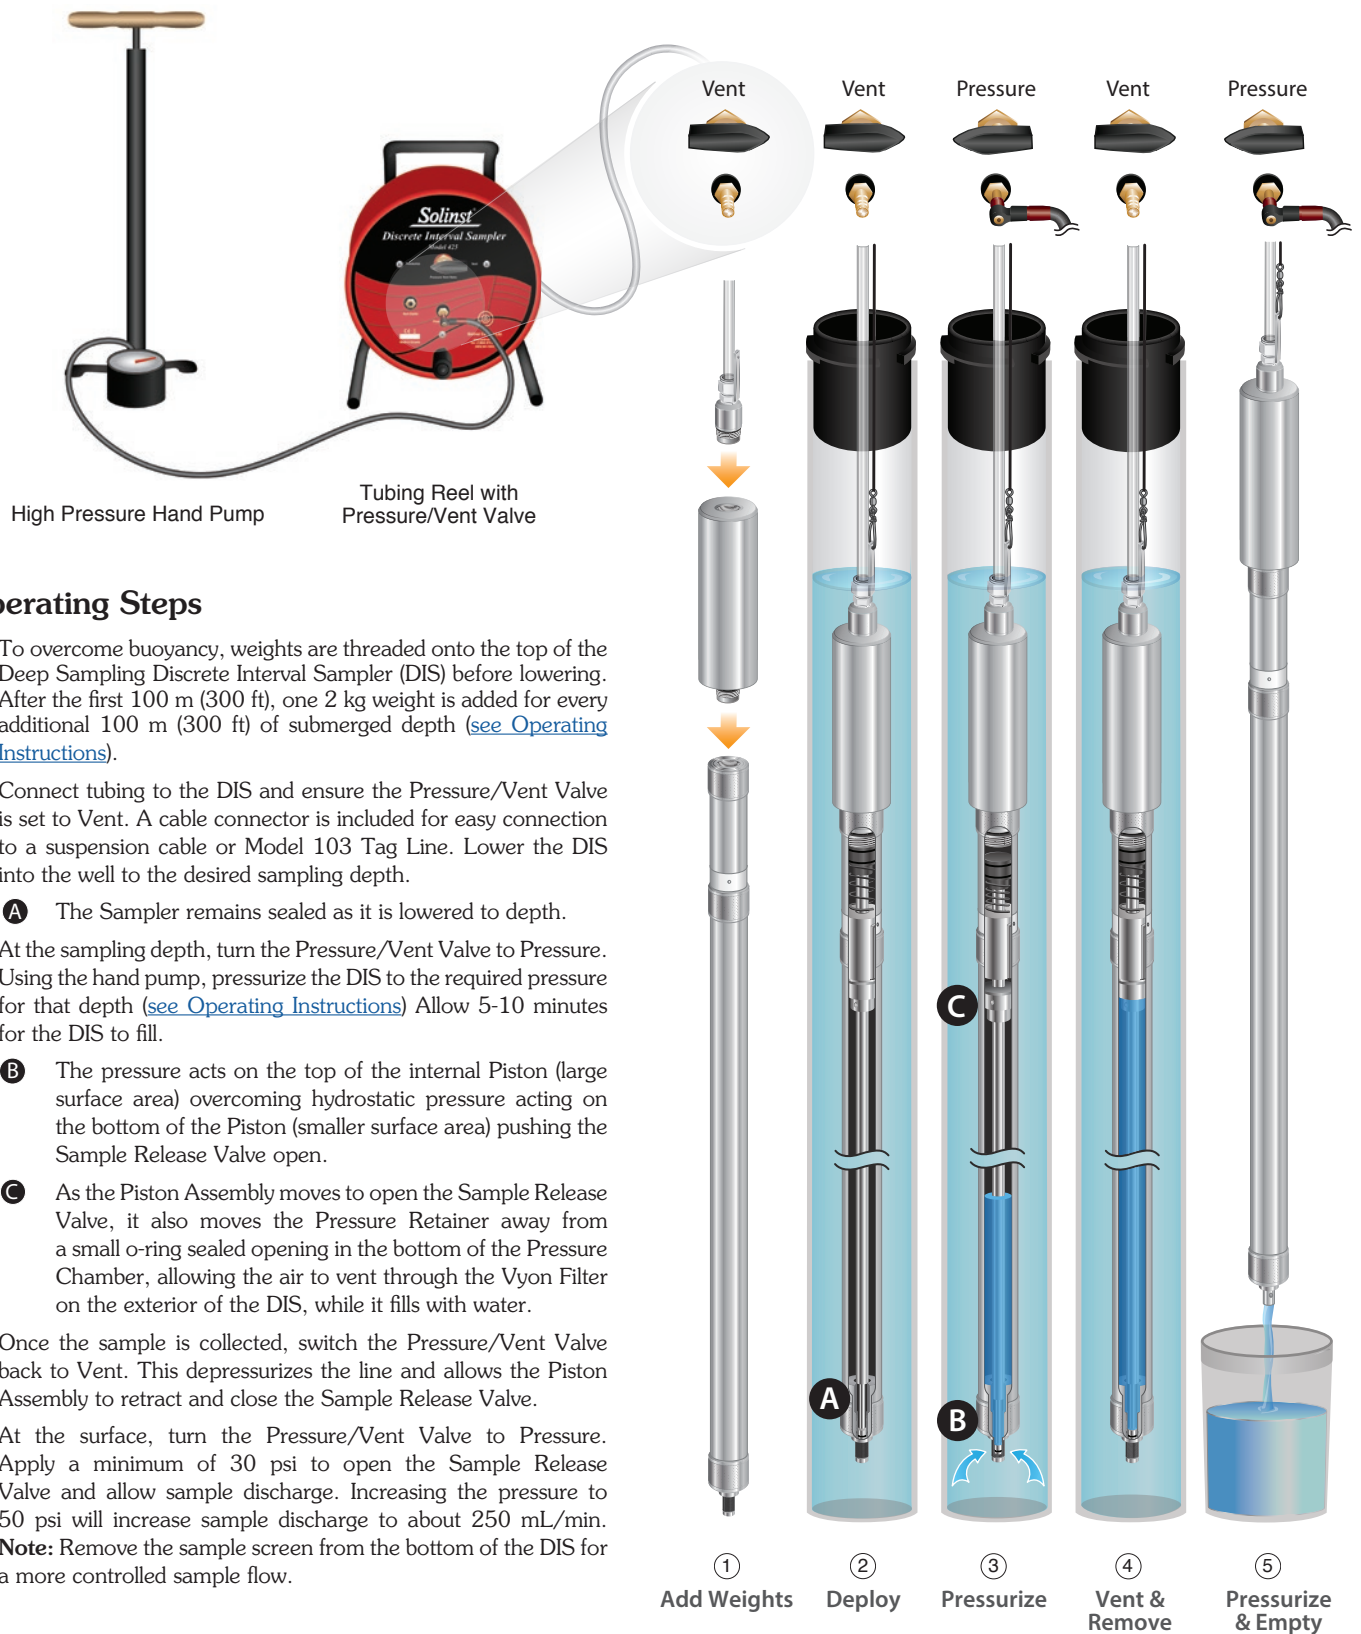 Vent
Vent
Pressure
Vent
Pressure
Solinst
Discrete Interval Sampler
Model 425
High Pressure Hand Pump
Tubing Reel with
Pressure/Vent Valve
perating Steps
To overcome buoyancy, weights are threaded onto the top of the
Deep Sampling Discrete Interval Sampler (DIS) before lowering.
After the first 100 m (300 ft), one 2 kg weight is added for every
additional 100 m (300 ft) of submerged depth (see Operating
Instructions).
Connect tubing to the DIS and ensure the Pressure/Vent Valve
is set to Vent. A cable connector is included for easy connection
to a suspension cable or Model 103 Tag Line. Lower the DIS
into the well to the desired sampling depth.
A The Sampler remains sealed as it is lowered to depth.
At the sampling depth, turn the Pressure/Vent Valve to Pressure.
Using the hand pump, pressurize the DIS to the required pressure
for that depth (see Operating Instructions) Allow 5-10 minutes
for the DIS to fill.
B The pressure acts on the top of the internal Piston (large
surface area) overcoming hydrostatic pressure acting on
the bottom of the Piston (smaller surface area) pushing the
Sample Release Valve open.
C As the Piston Assembly moves to open the Sample Release
Valve, it also moves the Pressure Retainer away from
a small o-ring sealed opening in the bottom of the Pressure
Chamber, allowing the air to vent through the Vyon Filter
on the exterior of the DIS, while it fills with water.
Once the sample is collected, switch the Pressure/Vent Valve
back to Vent. This depressurizes the line and allows the Piston
Assembly to retract and close the Sample Release Valve.
At the surface, turn the Pressure/Vent Valve to Pressure.
Apply a minimum of 30 psi to open the Sample Release
Valve and allow sample discharge. Increasing the pressure to
50 psi will increase sample discharge to about 250 mL/min.
Note: Remove the sample screen from the bottom of the DIS for
a more controlled sample flow.
C
A
B
1
Add Weights
2
Deploy
3
Pressurize
4
Vent &
Remove
5
Pressurize
& Empty